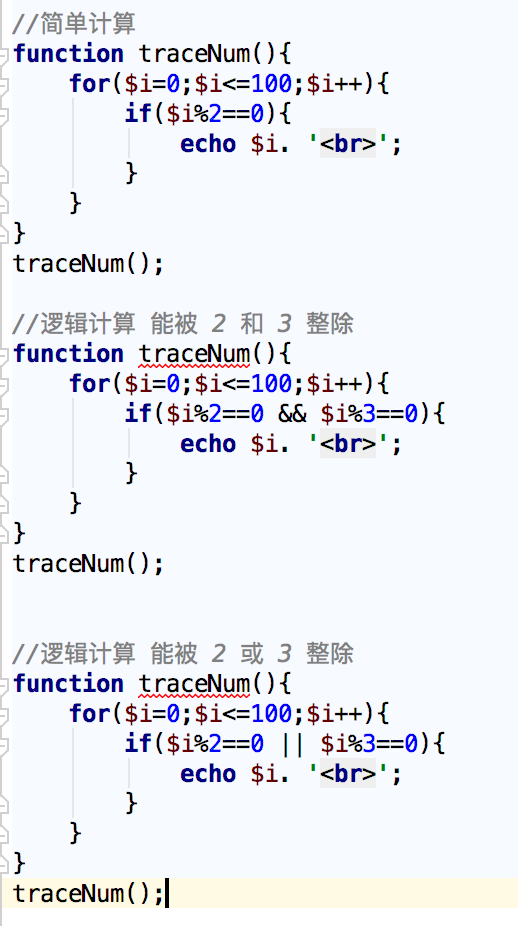 //简单计算
function traceNum(){
    for($i=0;$i<=100;$i++){
        if($i%2==0){
            echo $i. '<br>';
        }
    }
}
traceNum();

//逻辑计算 能被 2 和 3 整除
function traceNum(){
    for($i=0;$i<=100;$i++){
        if($i%2==0 && $i%3==0){
            echo $i. '<br>';
        }
    }
}
traceNum();

//逻辑计算 能被 2 或 3 整除
function traceNum(){
    for($i=0;$i<=100;$i++){
        if($i%2==0 || $i%3==0){
            echo $i. '<br>';
        }
    }
}
traceNum();